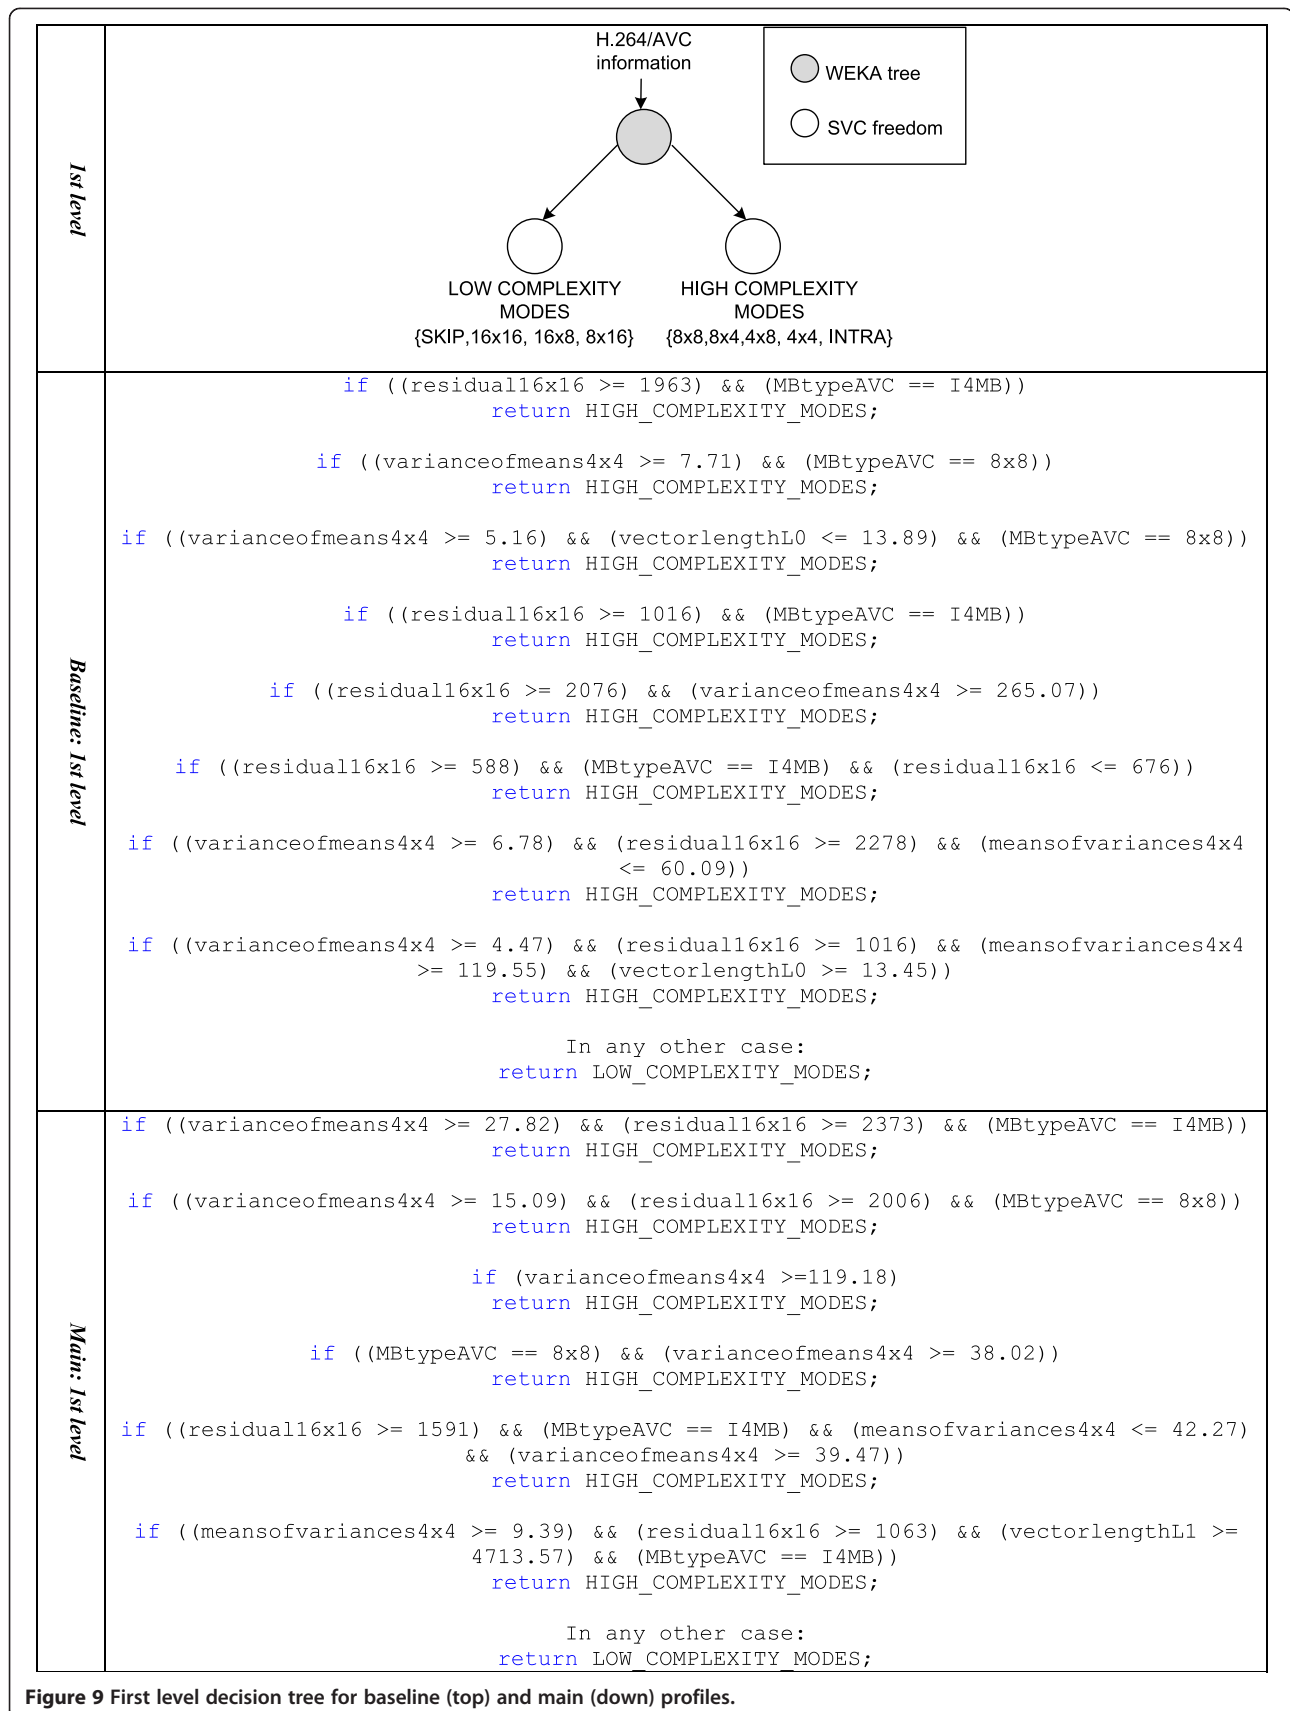 H.264/AVC
information
WEKA tree
SVC freedom
1st level
LOW COMPLEXITY
MODES
{SKIP,16x16, 16x8, 8x16}
HIGH COMPLEXITY
MODES
{8x8,8x4,4x8, 4x4, INTRA}
Baseline: 1st level
if ((residual16x16 >= 1963) && (MBtypeAVC == I4MB))
return HIGH_COMPLEXITY_MODES;
if ((varianceofmeans4x4 >= 7.71) && (MBtypeAVC == 8x8))
return HIGH_COMPLEXITY_MODES;
if ((varianceofmeans4x4 >= 5.16) && (vectorlengthL0 <= 13.89) && (MBtypeAVC == 8x8))
return HIGH_COMPLEXITY_MODES;
if ((residual16x16 >= 1016) && (MBtypeAVC == I4MB))
return HIGH_COMPLEXITY_MODES;
if ((residual16x16 >= 2076) && (varianceofmeans4x4 >= 265.07))
return HIGH_COMPLEXITY_MODES;
if ((residual16x16 >= 588) && (MBtypeAVC == I4MB) && (residual16x16 <= 676))
return HIGH_COMPLEXITY_MODES;
if ((varianceofmeans4x4 >= 6.78) && (residual16x16 >= 2278) && (meansofvariances4x4
<= 60.09))
return HIGH_COMPLEXITY_MODES;
if ((varianceofmeans4x4 >= 4.47) && (residual16x16 >= 1016) && (meansofvariances4x4
>= 119.55) && (vectorlengthL0 >= 13.45))
return HIGH_COMPLEXITY_MODES;
In any other case:
return LOW_COMPLEXITY_MODES;
Main: 1st level
if ((varianceofmeans4x4 >= 27.82) && (residual16x16 >= 2373) && (MBtypeAVC == I4MB))
return HIGH_COMPLEXITY_MODES;
if ((varianceofmeans4x4 >= 15.09) && (residual16x16 >= 2006) && (MBtypeAVC == 8x8))
return HIGH_COMPLEXITY_MODES;
if (varianceofmeans4x4 >=119.18)
return HIGH_COMPLEXITY_MODES;
if ((MBtypeAVC == 8x8) && (varianceofmeans4x4 >= 38.02))
return HIGH_COMPLEXITY_MODES;
if ((residual16x16 >= 1591) && (MBtypeAVC == I4MB) && (meansofvariances4x4 <= 42.27)
&& (varianceofmeans4x4 >= 39.47))
return HIGH_COMPLEXITY_MODES;
if ((meansofvariances4x4 >= 9.39) && (residual16x16 >= 1063) && (vectorlengthL1 >=
4713.57) && (MBtypeAVC == I4MB))
return HIGH_COMPLEXITY_MODES;
In any other case:
return LOW_COMPLEXITY_MODES;
Figure 9 First level decision tree for baseline (top) and main (down) profiles.